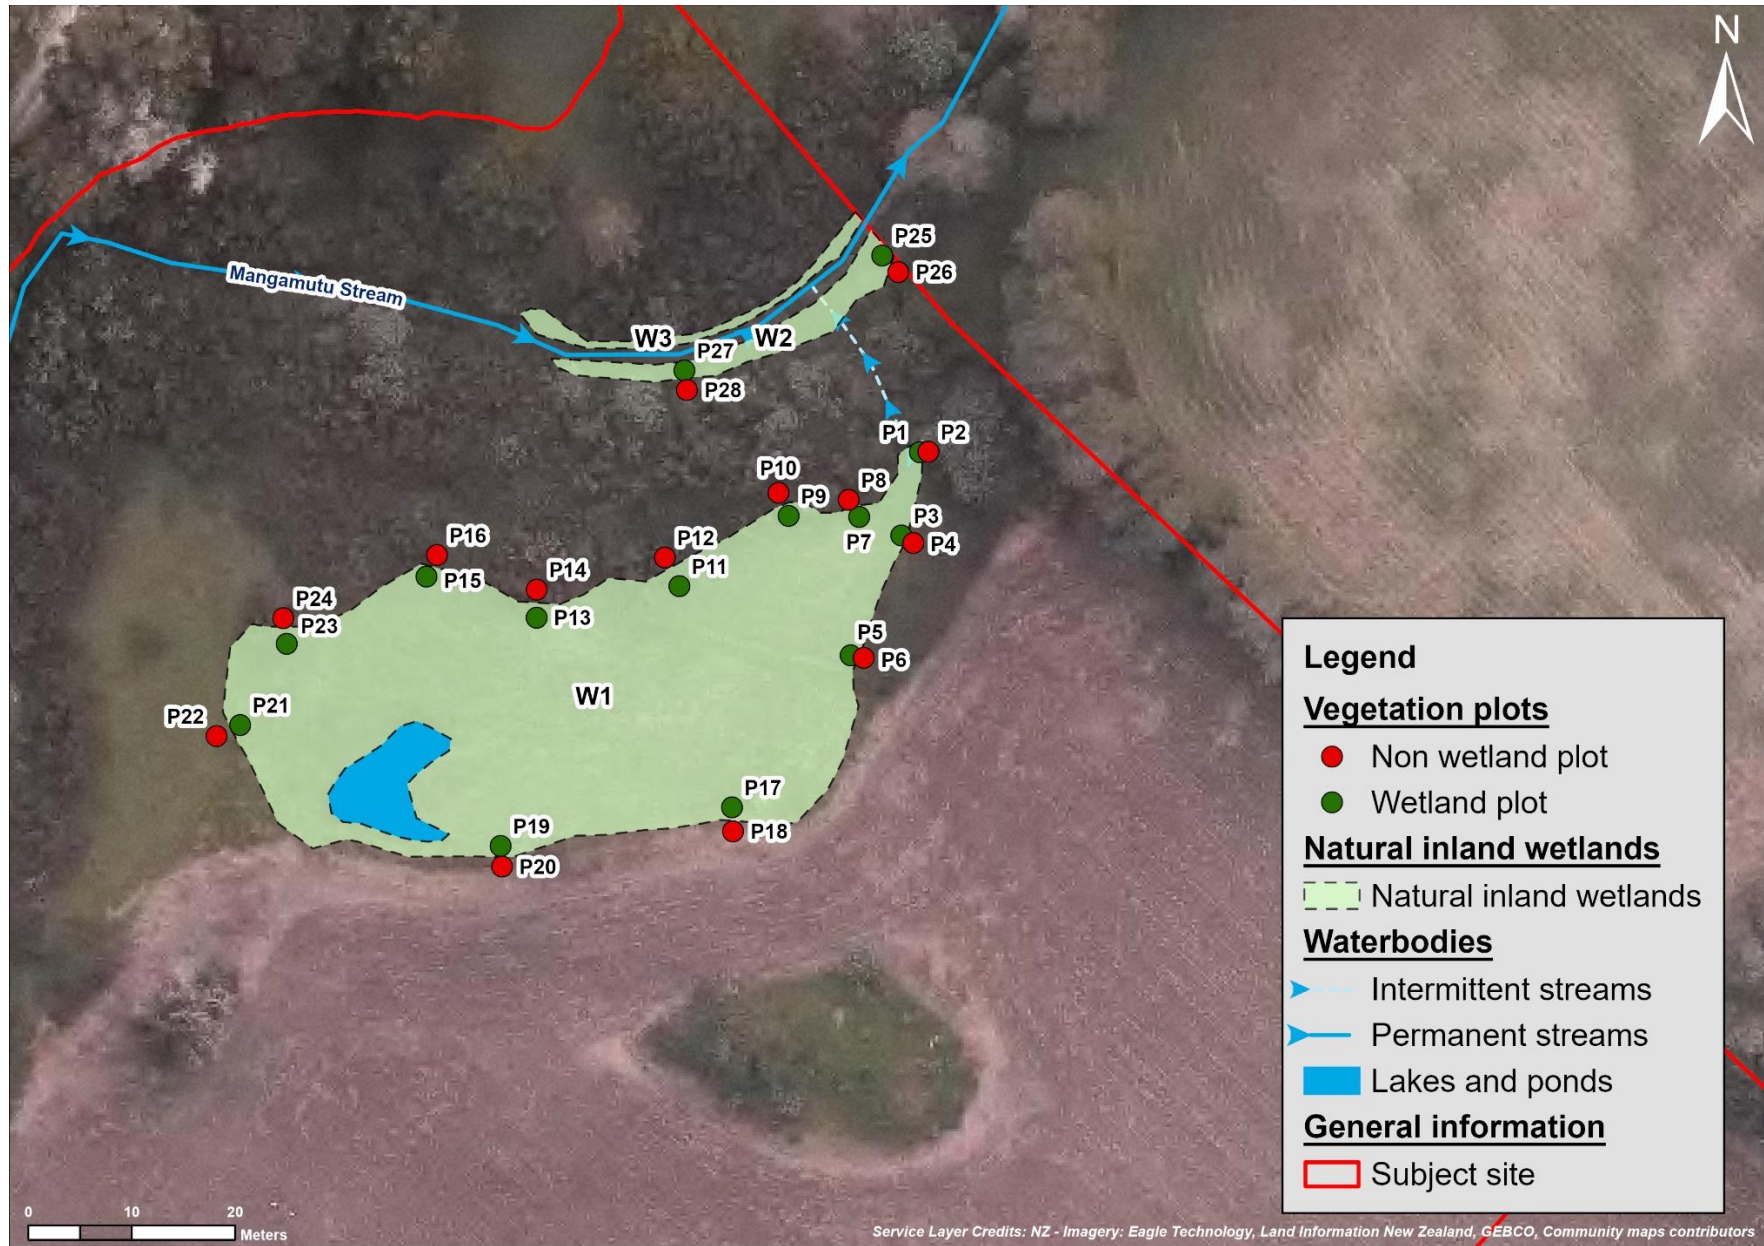 N
P25
P26
Mangamutu Stream
W3
W2
P27
P28
P1
P2
P10
P9
P8
P7
P3
P4
P16
P15
P12
P11
P14
P13
P24
P23
P5
P6
W1
P22
P21
P17
P18
P19
P20
Legend
Vegetation plots
Non wetland plot
Wetland plot
Natural inland wetlands
Natural inland wetlands
Waterbodies
Intermittent streams
Permanent streams
Lakes and ponds
General information
Subject site
0 10 20
Meters
Service Layer Credits: NZ - Imagery: Eagle Technology, Land Information New Zealand, GEBCO, Community maps contributors